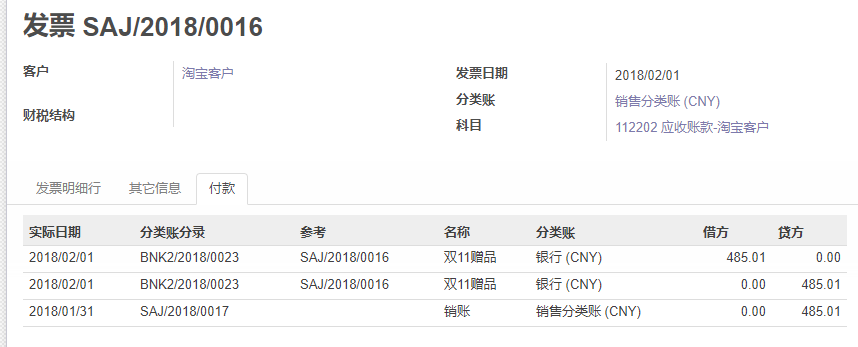 发票 SAJ/2018/0016
客户 淘宝客户
财税结构
发票日期 2018/02/01
分类账 销售分类账 (CNY)
科目 112202 应收账款-淘宝客户
发票明细行 其它信息 付款
实际日期 分类账分录 参考 名称 分类账 借方 贷方
2018/02/01 BNK2/2018/0023 SAJ/2018/0016 双11赠品 银行 (CNY) 485.01 0.00
2018/02/01 BNK2/2018/0023 SAJ/2018/0016 双11赠品 银行 (CNY) 0.00 485.01
2018/01/31 SAJ/2018/0017 销账 销售分类账 (CNY) 0.00 485.01